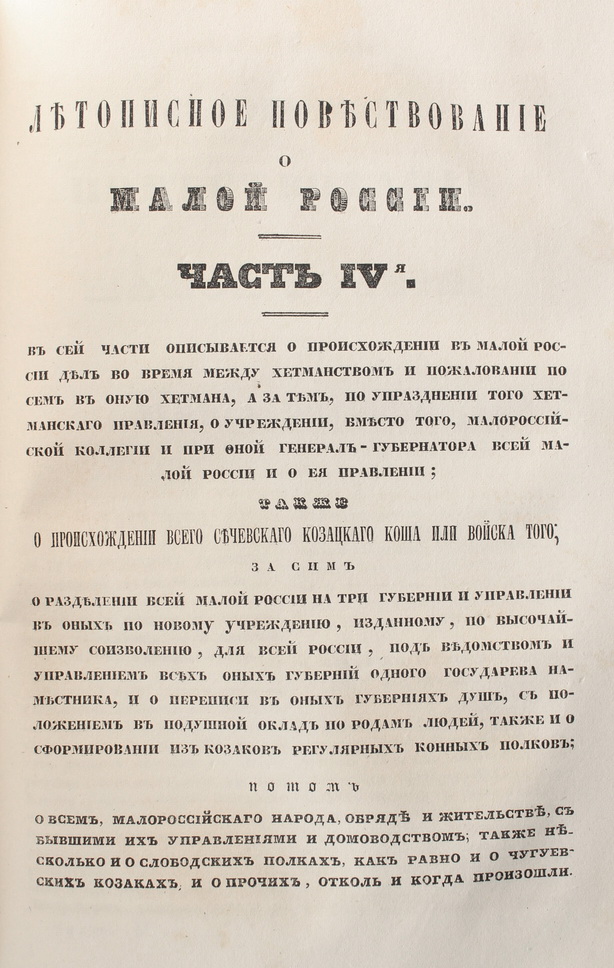 ЛѢТОПИСНОЕ ПОВѢСТВОВАНІЕ
О
МАЛОЙ РОССІИ.
ЧАСТЬ IVя.
ВЪ СЕЙ ЧАСТИ ОПИСЫВАЕТСЯ О ПРОИСХОЖДЕНІИ ВЪ МАЛОЙ РОС-
СІИ ДѢЛЪ ВО ВРЕМЯ МЕЖДУ ХЕТМАНСТВОМЪ И ПОЖАЛОВАНІИ ПО
СЕМЪ ВЪ ОНУЮ ХЕТМАНА, А ЗА ТѢМЪ, ПО УПРАЗДНЕНІИ ТОГО ХЕТ-
МАНСКАГО ПРАВЛЕНІЯ, О УЧРЕЖДЕНІИ, ВМѢСТО ТОГО, МАЛОРОССІЙ-
СКОЙ КОЛЛЕГІИ И ПРИ ѲНОЙ ГЕНЕРАЛЪ-ГУБЕРНАТОРА ВСЕЙ МА-
ЛОЙ РОССІИ И О ЕЯ ПРАВЛЕНІИ;
ТАКЖЕ
О ПРОИСХОЖДЕНІИ ВСЕГО СѢЧЕВСКАГО КОЗАЦКАГО КОША ИЛИ ВОЙСКА ТОГО;
ЗА СИМЪ
О РАЗДѢЛЕНІИ ВСЕЙ МАЛОЙ РОССІИ НА ТРИ ГУБЕРНІИ И УПРАВЛЕНІИ
ВЪ ОНЫХЪ ПО НОВОМУ УЧРЕЖДЕНІЮ, ИЗДАННОМУ, ПО ВЫСОЧАЙ-
ШЕМУ СОИЗВОЛЕНІЮ, ДЛЯ ВСЕЙ РОССІИ, ПОДЪ ВѢДОМСТВОМЪ И
УПРАВЛЕНІЕМЪ ВСѢХЪ ОНЫХЪ ГУБЕРНІЙ ОДНОГО ГОСУДАРЕВА НА-
МѢСТНИКА, И О ПЕРЕПИСИ ВЪ ОНЫХЪ ГУБЕРНІЯХЪ ДУШЪ, СЪ ПО-
ЛОЖЕНІЕМЪ ВЪ ПОДУШНОЙ ОКЛАДЪ ПО РОДАМЪ ЛЮДЕЙ, ТАКЖЕ И О
СФОРМИРОВАНІИ ИЗЪ КОЗАКОВЪ РЕГУЛЯРНЫХЪ КОННЫХЪ ПОЛКОВЪ;
ПОТОМЪ
О ВСЕМЪ, МАЛОРОССІЙСКАГО НАРОДА, ОБРЯДѢ И ЖИТЕЛЬСТВѢ, СЪ
БЫВШИМИ ИХЪ УПРАВЛЕНІЯМИ И ДОМОВОДСТВОМЪ; ТАКЖЕ НѢ-
СКОЛЬКО И О СЛОБОДСКИХЪ ПОЛКАХЪ, КАКЪ РАВНО И О ЧУГУЕВ-
СКИХЪ КОЗАКАХЪ, И О ПРОЧИХЪ, ОТКОЛЬ И КОГДА ПРОИЗОШЛИ.